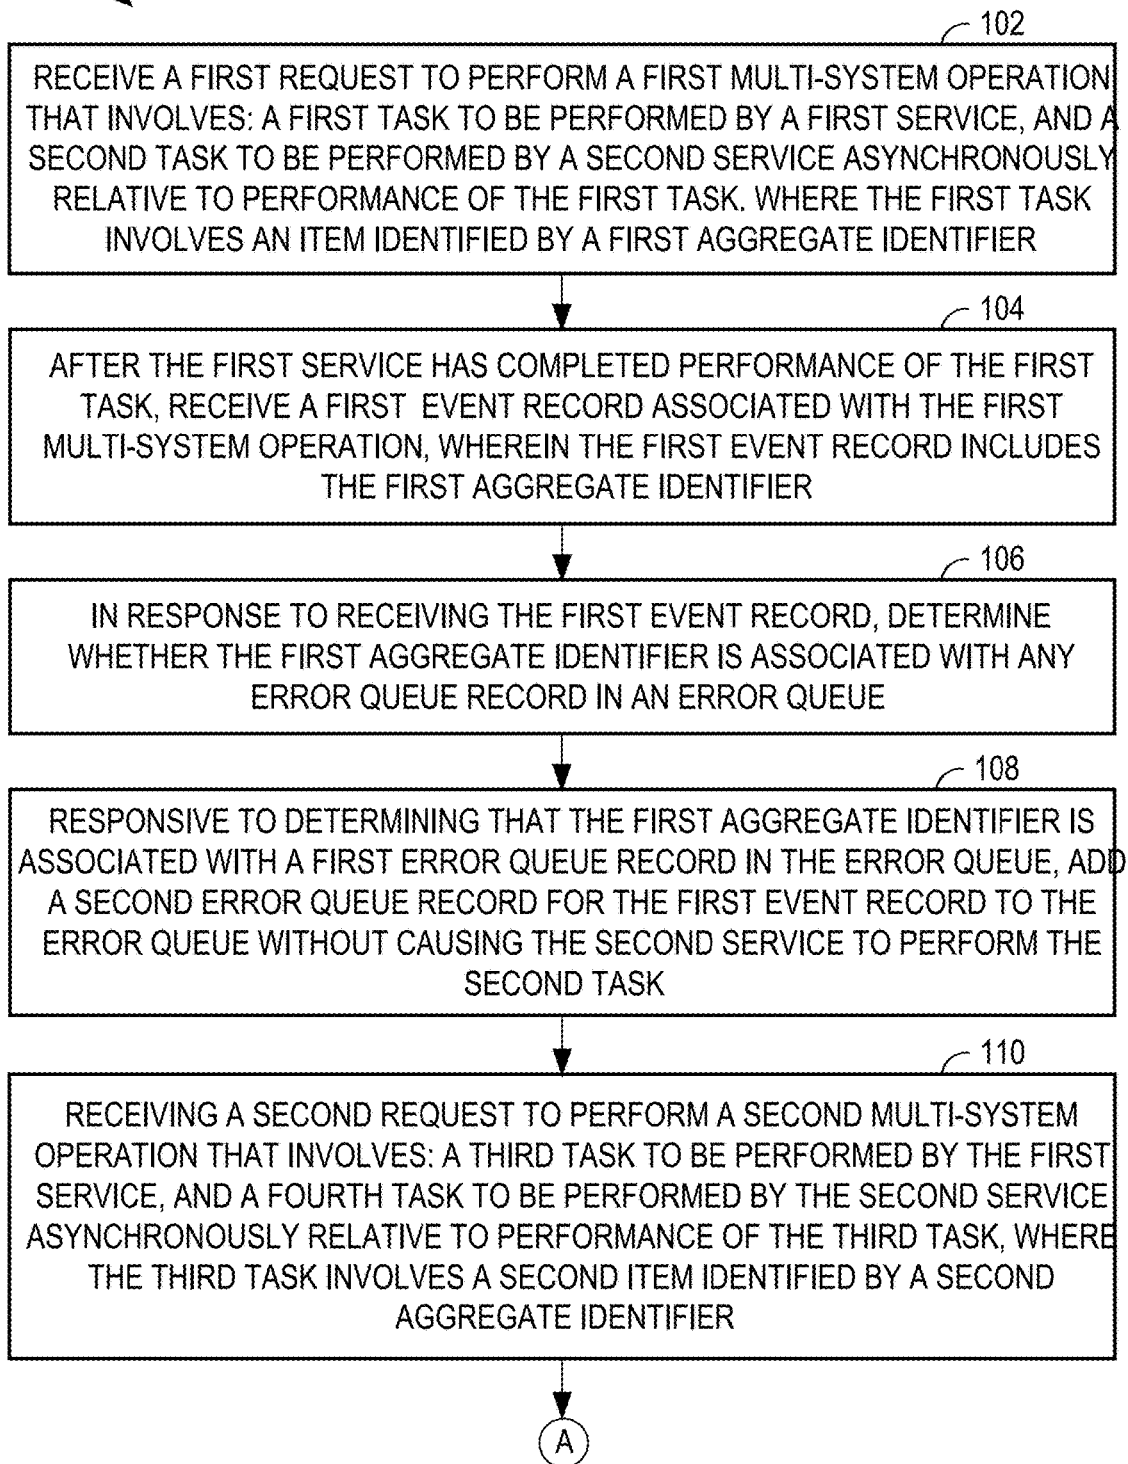 102
RECEIVE A FIRST REQUEST TO PERFORM A FIRST MULTI-SYSTEM OPERATION
THAT INVOLVES: A FIRST TASK TO BE PERFORMED BY A FIRST SERVICE, AND A
SECOND TASK TO BE PERFORMED BY A SECOND SERVICE ASYNCHRONOUSLY
RELATIVE TO PERFORMANCE OF THE FIRST TASK. WHERE THE FIRST TASK
INVOLVES AN ITEM IDENTIFIED BY A FIRST AGGREGATE IDENTIFIER
104
AFTER THE FIRST SERVICE HAS COMPLETED PERFORMANCE OF THE FIRST
TASK, RECEIVE A FIRST EVENT RECORD ASSOCIATED WITH THE FIRST
MULTI-SYSTEM OPERATION, WHEREIN THE FIRST EVENT RECORD INCLUDES
THE FIRST AGGREGATE IDENTIFIER
106
IN RESPONSE TO RECEIVING THE FIRST EVENT RECORD, DETERMINE
WHETHER THE FIRST AGGREGATE IDENTIFIER IS ASSOCIATED WITH ANY
ERROR QUEUE RECORD IN AN ERROR QUEUE
108
RESPONSIVE TO DETERMINING THAT THE FIRST AGGREGATE IDENTIFIER IS
ASSOCIATED WITH A FIRST ERROR QUEUE RECORD IN THE ERROR QUEUE, ADD
A SECOND ERROR QUEUE RECORD FOR THE FIRST EVENT RECORD TO THE
ERROR QUEUE WITHOUT CAUSING THE SECOND SERVICE TO PERFORM THE
SECOND TASK
110
RECEIVING A SECOND REQUEST TO PERFORM A SECOND MULTI-SYSTEM
OPERATION THAT INVOLVES: A THIRD TASK TO BE PERFORMED BY THE FIRST
SERVICE, AND A FOURTH TASK TO BE PERFORMED BY THE SECOND SERVICE
ASYNCHRONOUSLY RELATIVE TO PERFORMANCE OF THE THIRD TASK, WHERE
THE THIRD TASK INVOLVES A SECOND ITEM IDENTIFIED BY A SECOND
AGGREGATE IDENTIFIER
A